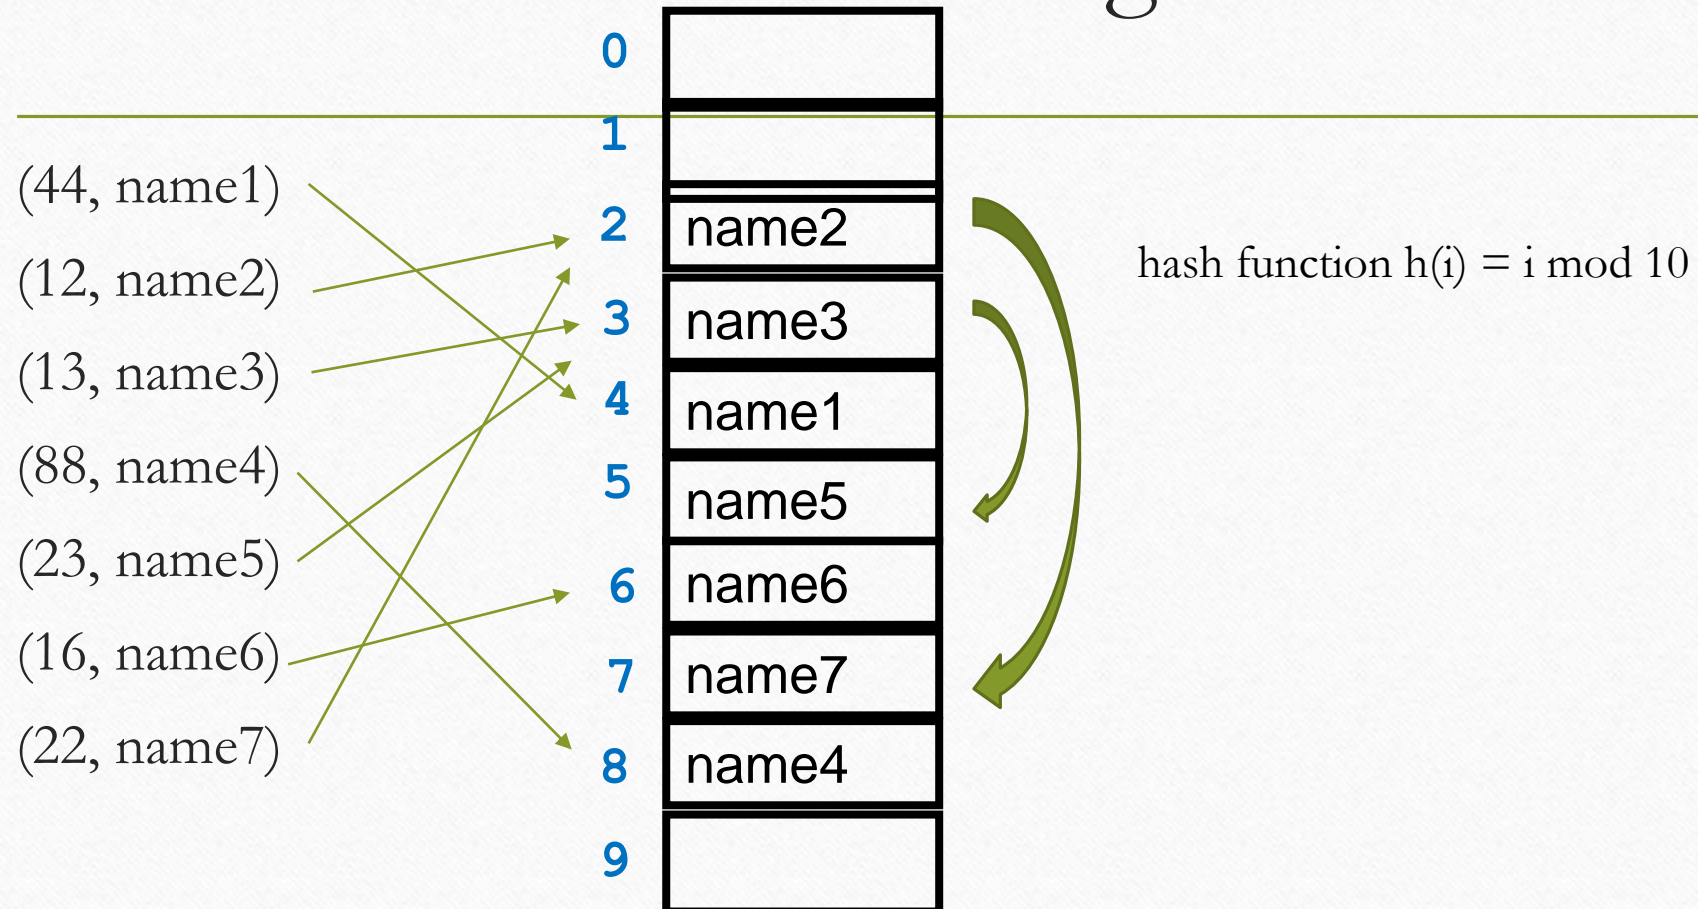 0
1
(44, name1)
2 name2
hash function h(i) = i mod 10
(12, name2)
3 name3
(13, name3)
4 name1
(88, name4)
5 name5
(23, name5)
6 name6
(16, name6)
7 name7
(22, name7)
8 name4
9